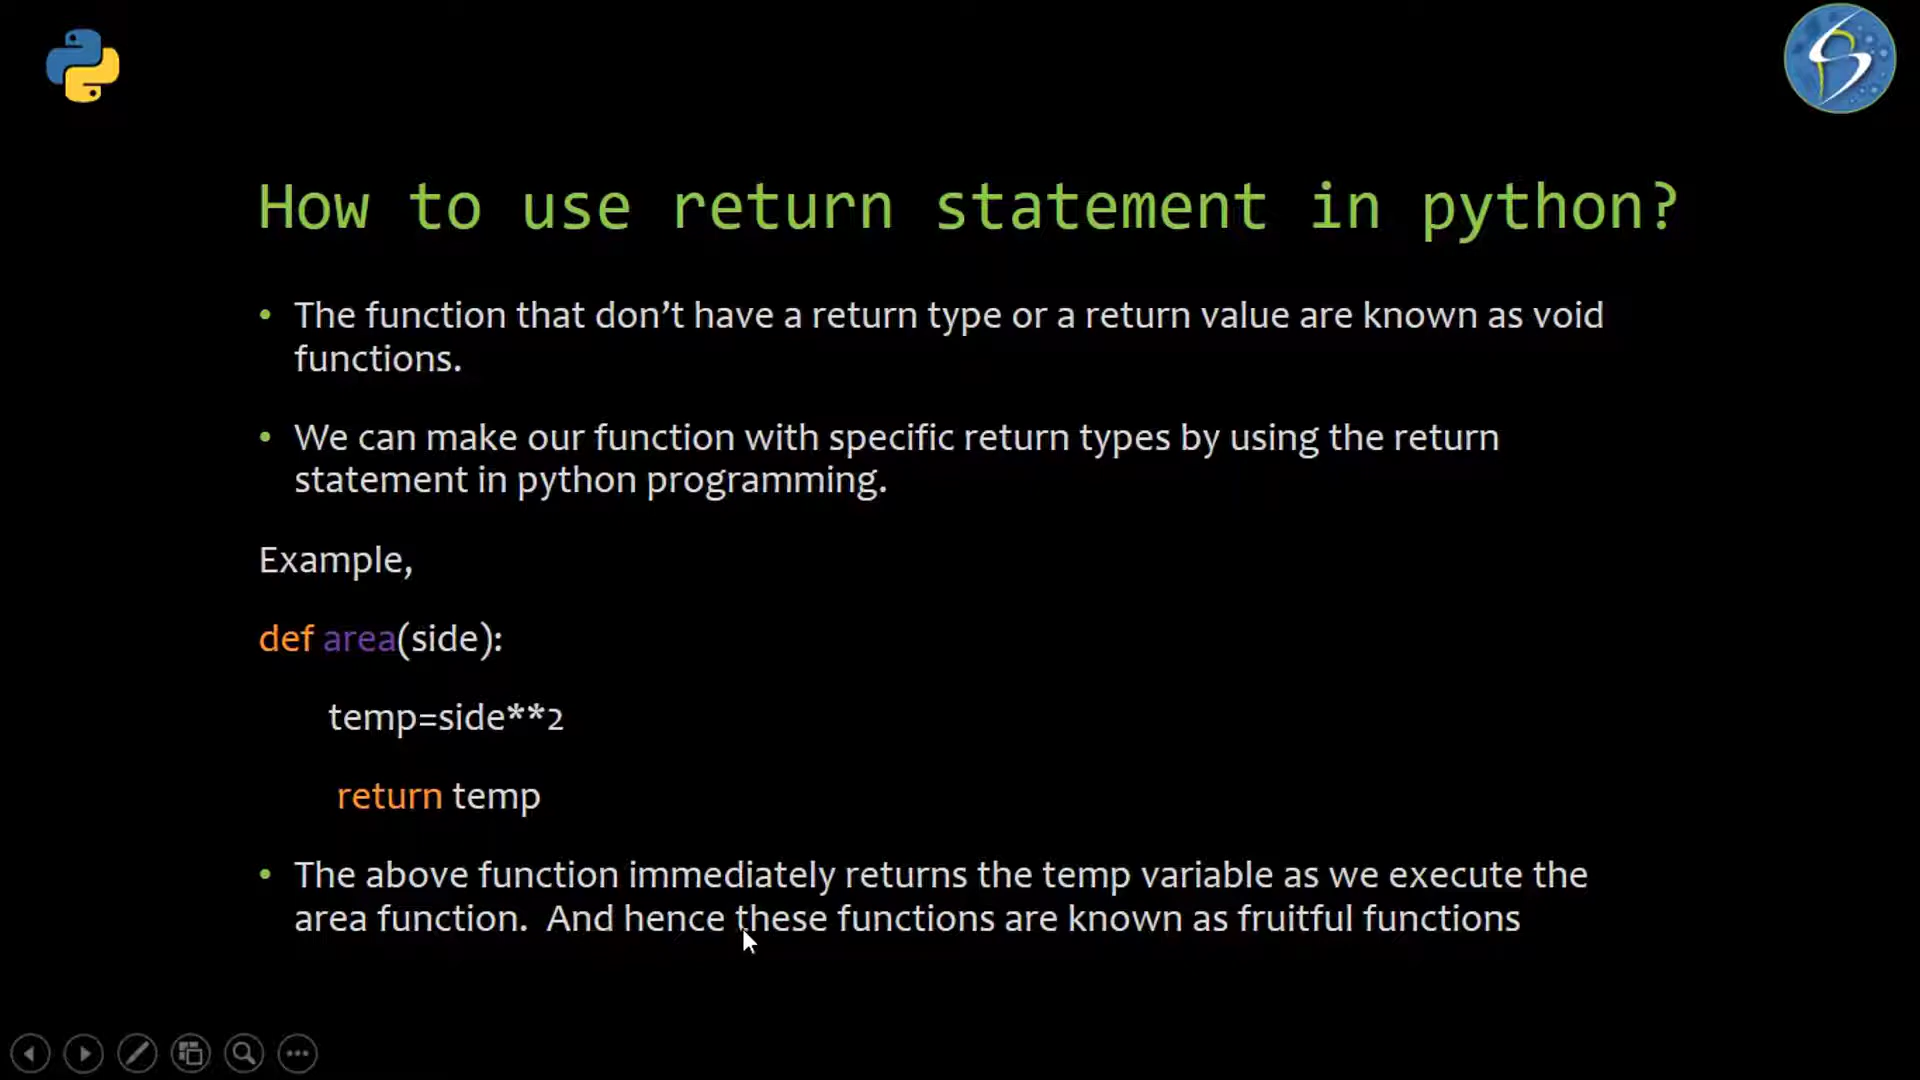 How to use return statement in python?
• The function that don’t have a return type or a return value are known as void
functions.
• We can make our function with specific return types by using the return
statement in python programming.
Example,
def area(side):
temp=side**2
return temp
• The above function immediately returns the temp variable as we execute the
area function.  And hence these functions are known as fruitful functions